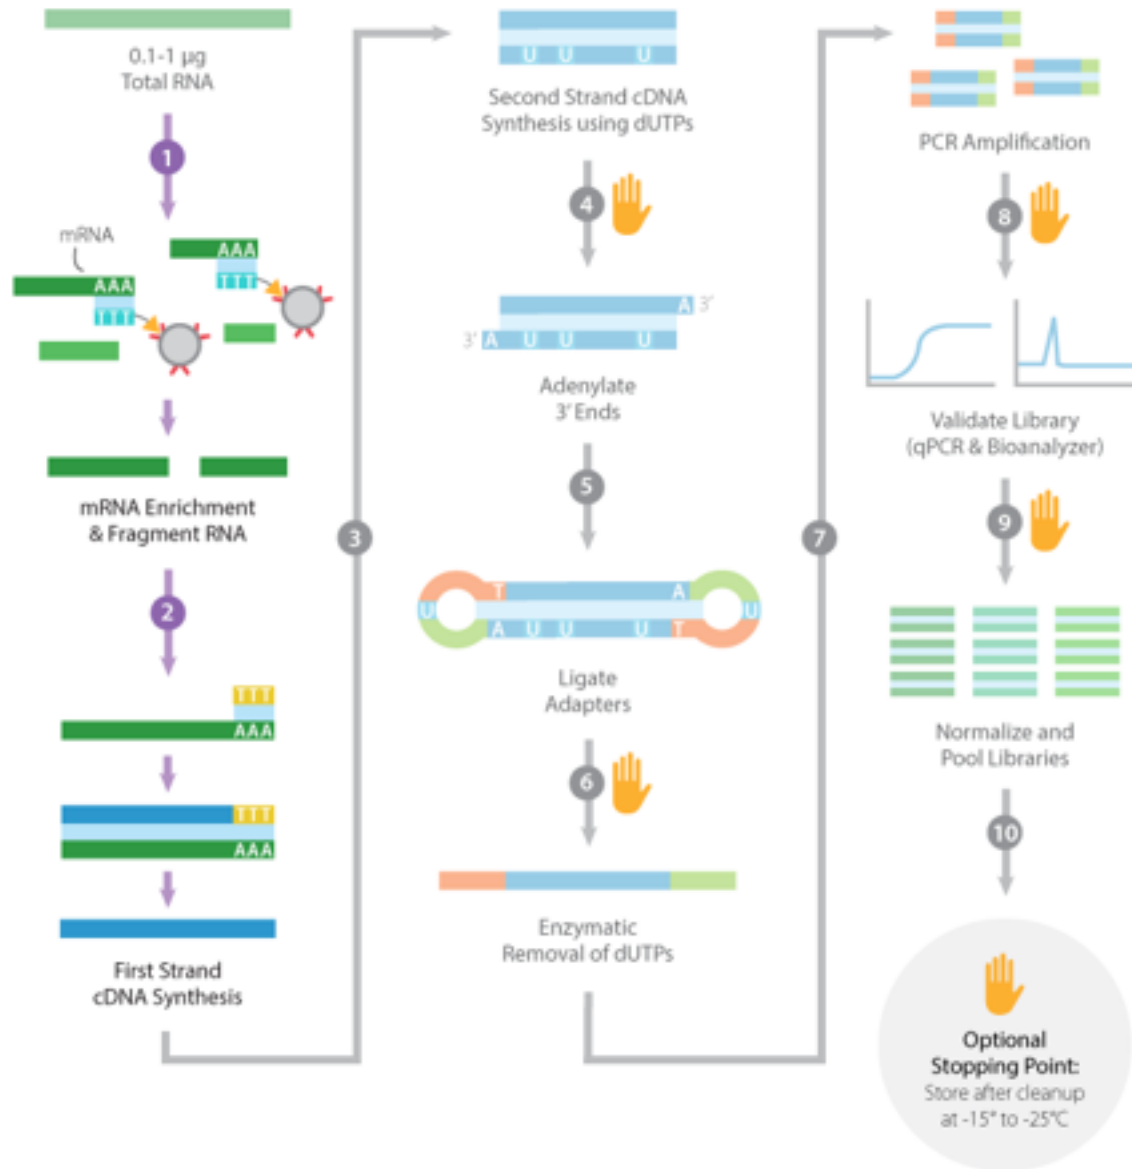 0.1-1 µg
Total RNA
1
mRNA
AAA
TTT
AAA
TTT
mRNA Enrichment
& Fragment RNA
2
TTT
AAA
TTT
AAA
First Strand
cDNA Synthesis
3
U U U
Second Strand cDNA
Synthesis using dUTPs
4
A 3'
3' A U U U
Adenylate
3' Ends
5
T A
U U
A U U U T
Ligate
Adapters
6
Enzymatic
Removal of dUTPs
7
PCR Amplification
8
Validate Library
(qPCR & Bioanalyzer)
9
Normalize and
Pool Libraries
10
Optional
Stopping Point:
Store after cleanup
at -15° to -25°C